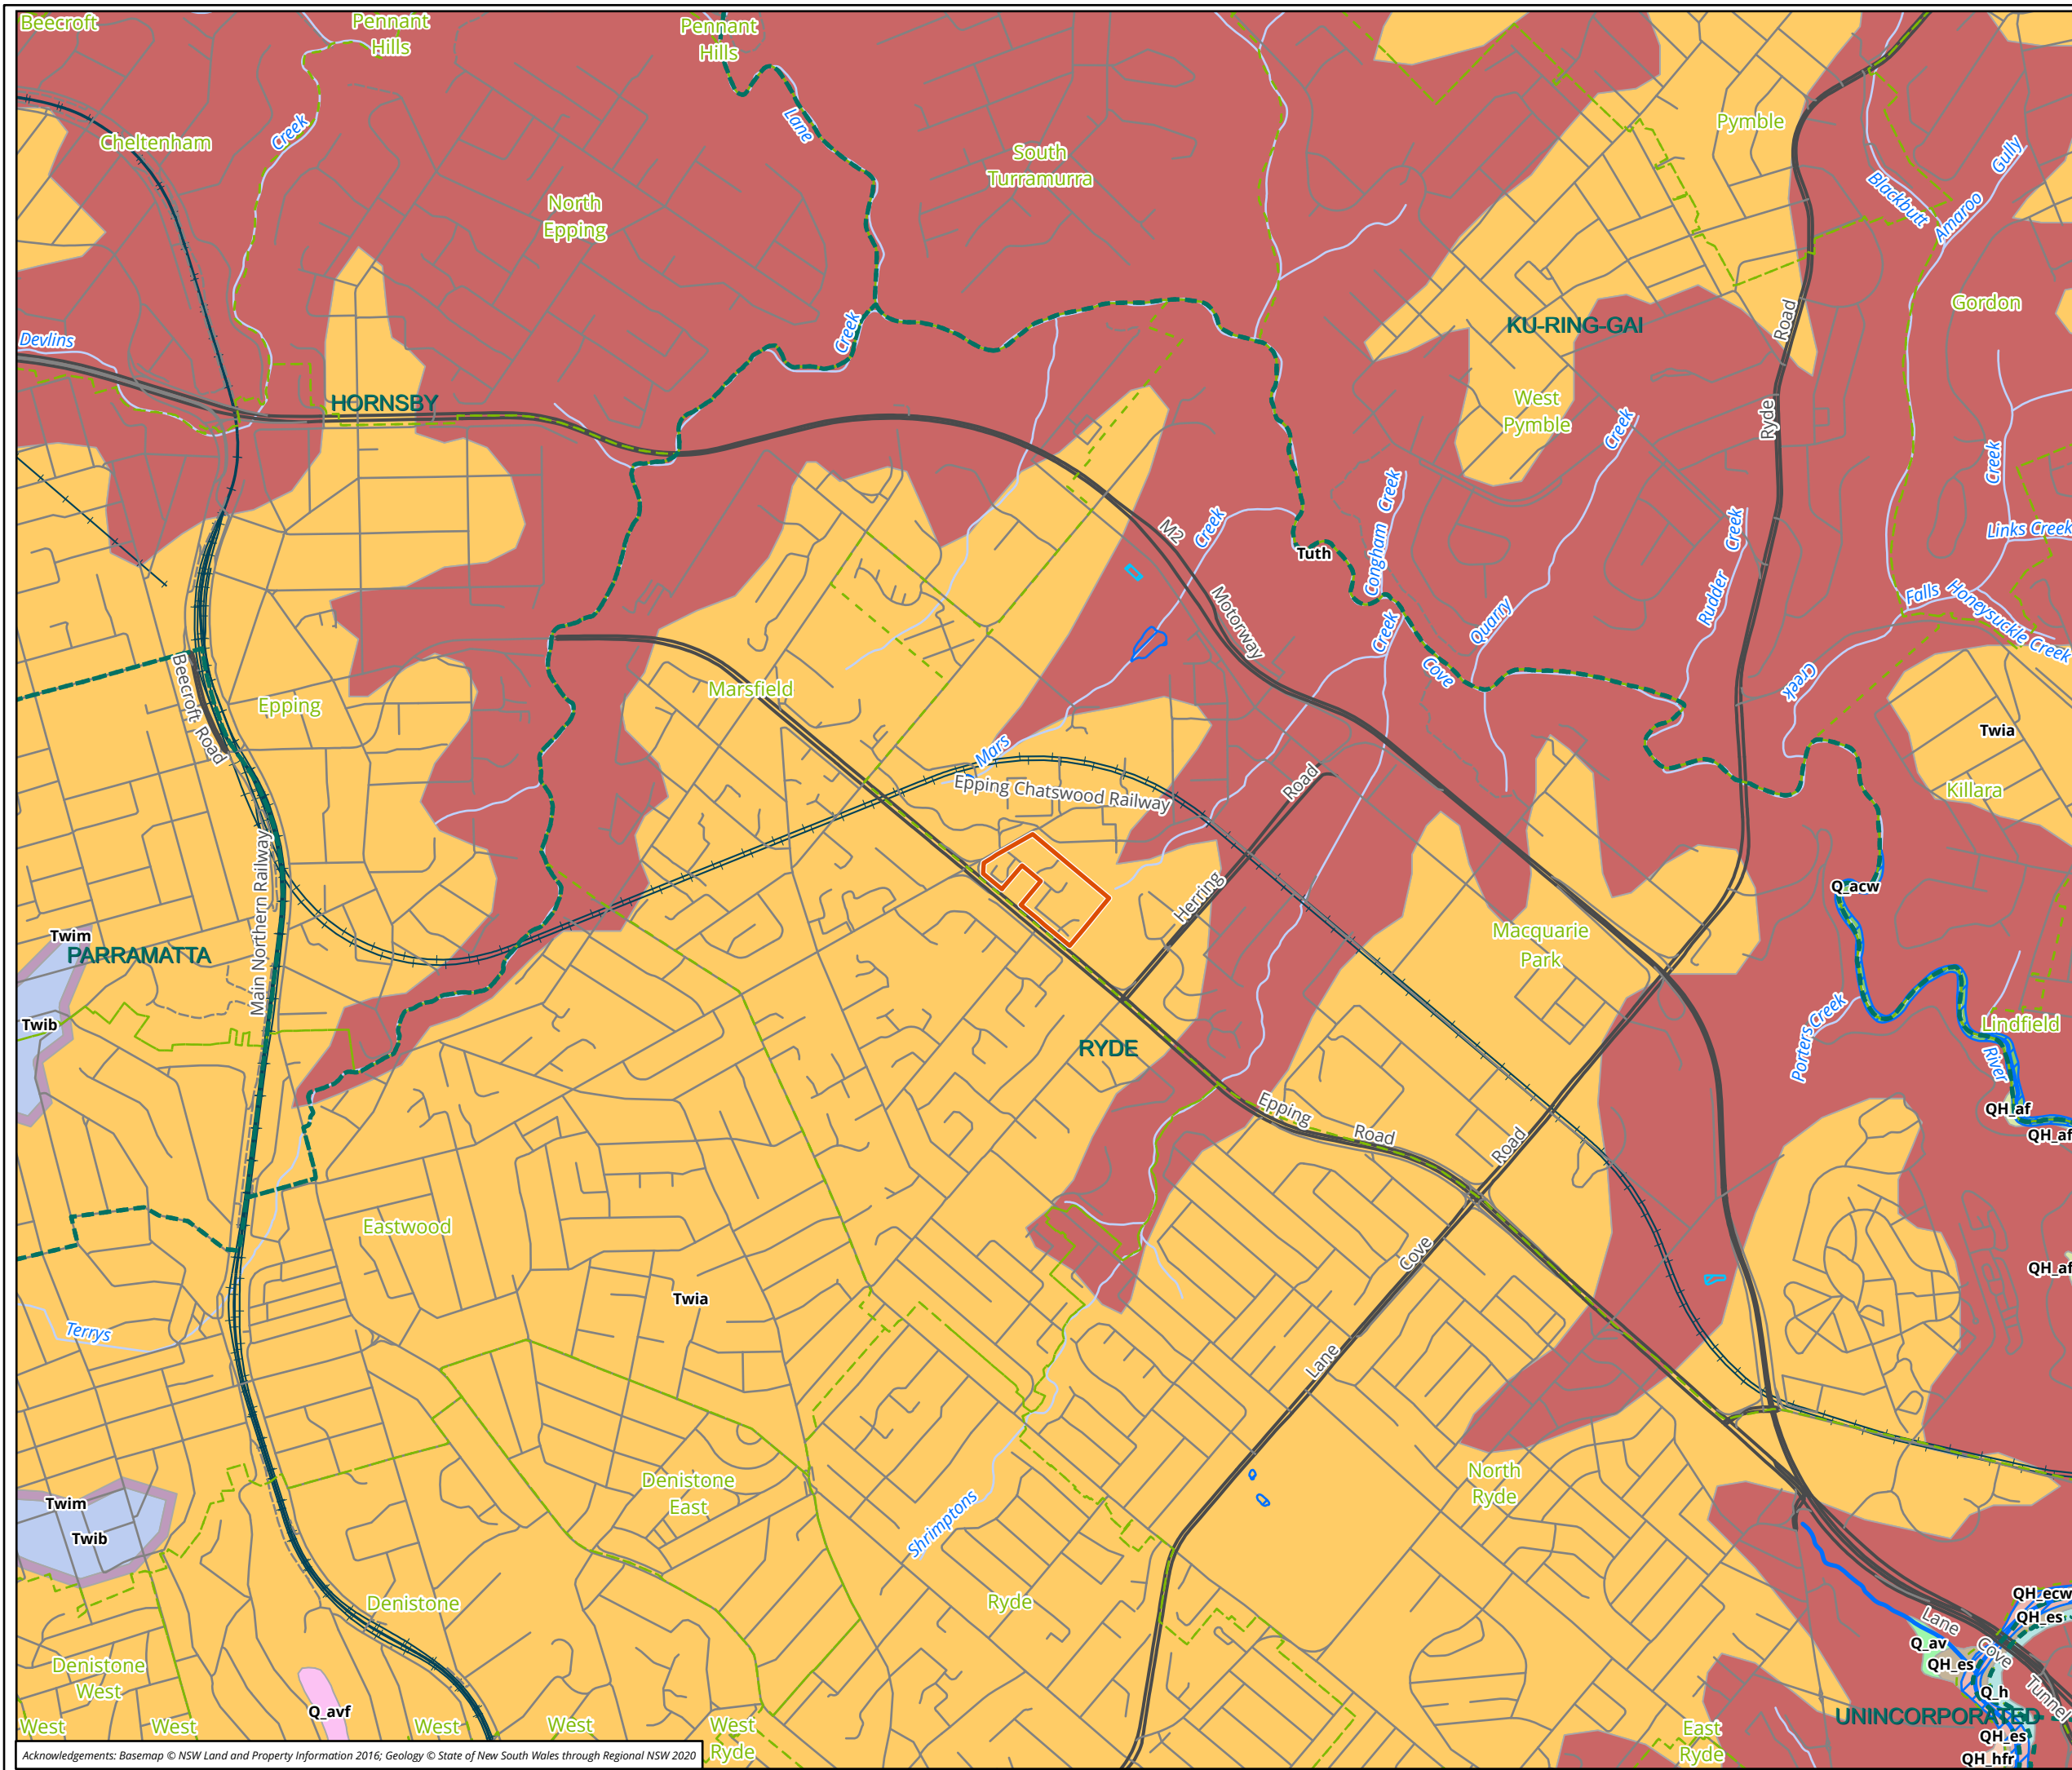 Beecroft
Pennant
Hills
Pennant
Hills
Cheltenham
Creek
Lane
South
Turramurra
Pymble
Blackbutt
Amaroo
Gully
North
Epping
Gordon
Devlins
Creek
KU-RING-GAI
Road
HORNSBY
West
Pymble
Creek
Ryde
Creek
Creek
Creek
Links Creek
M2
Creek
Tuth
Congham
Rudder
Quarry
Falls
Honeysuckle
Creek
Motorway
Creek
Cove
Creek
Beecroft
Road
Epping
Marsfield
Twia
Mars
Epping Chatswood Railway
Road
Killara
Main Northern Railway
Herring
Q_acw
Twim
PARRAMATTA
Macquarie
Park
Twib
Porters
Creek
Lindfield
River
RYDE
Epping
Road
Road
QH_af
QH_af
Eastwood
Cove
QH_af
Twia
Terrys
Lane
Denistone
East
North
Ryde
Twim
Twib
Shrimptons
Denistone
Ryde
QH_ecw
QH_es
Lane
Cove
Tunnel
Q_av
QH_es
Q_h
Denistone
West
Q_avf
UNINCORPORATED
West
West
West
West
West
Ryde
East
Ryde
QH_es
QH_hfr
Acknowledgements: Basemap © NSW Land and Property Information 2016; Geology © State of New South Wales through Regional NSW 2020